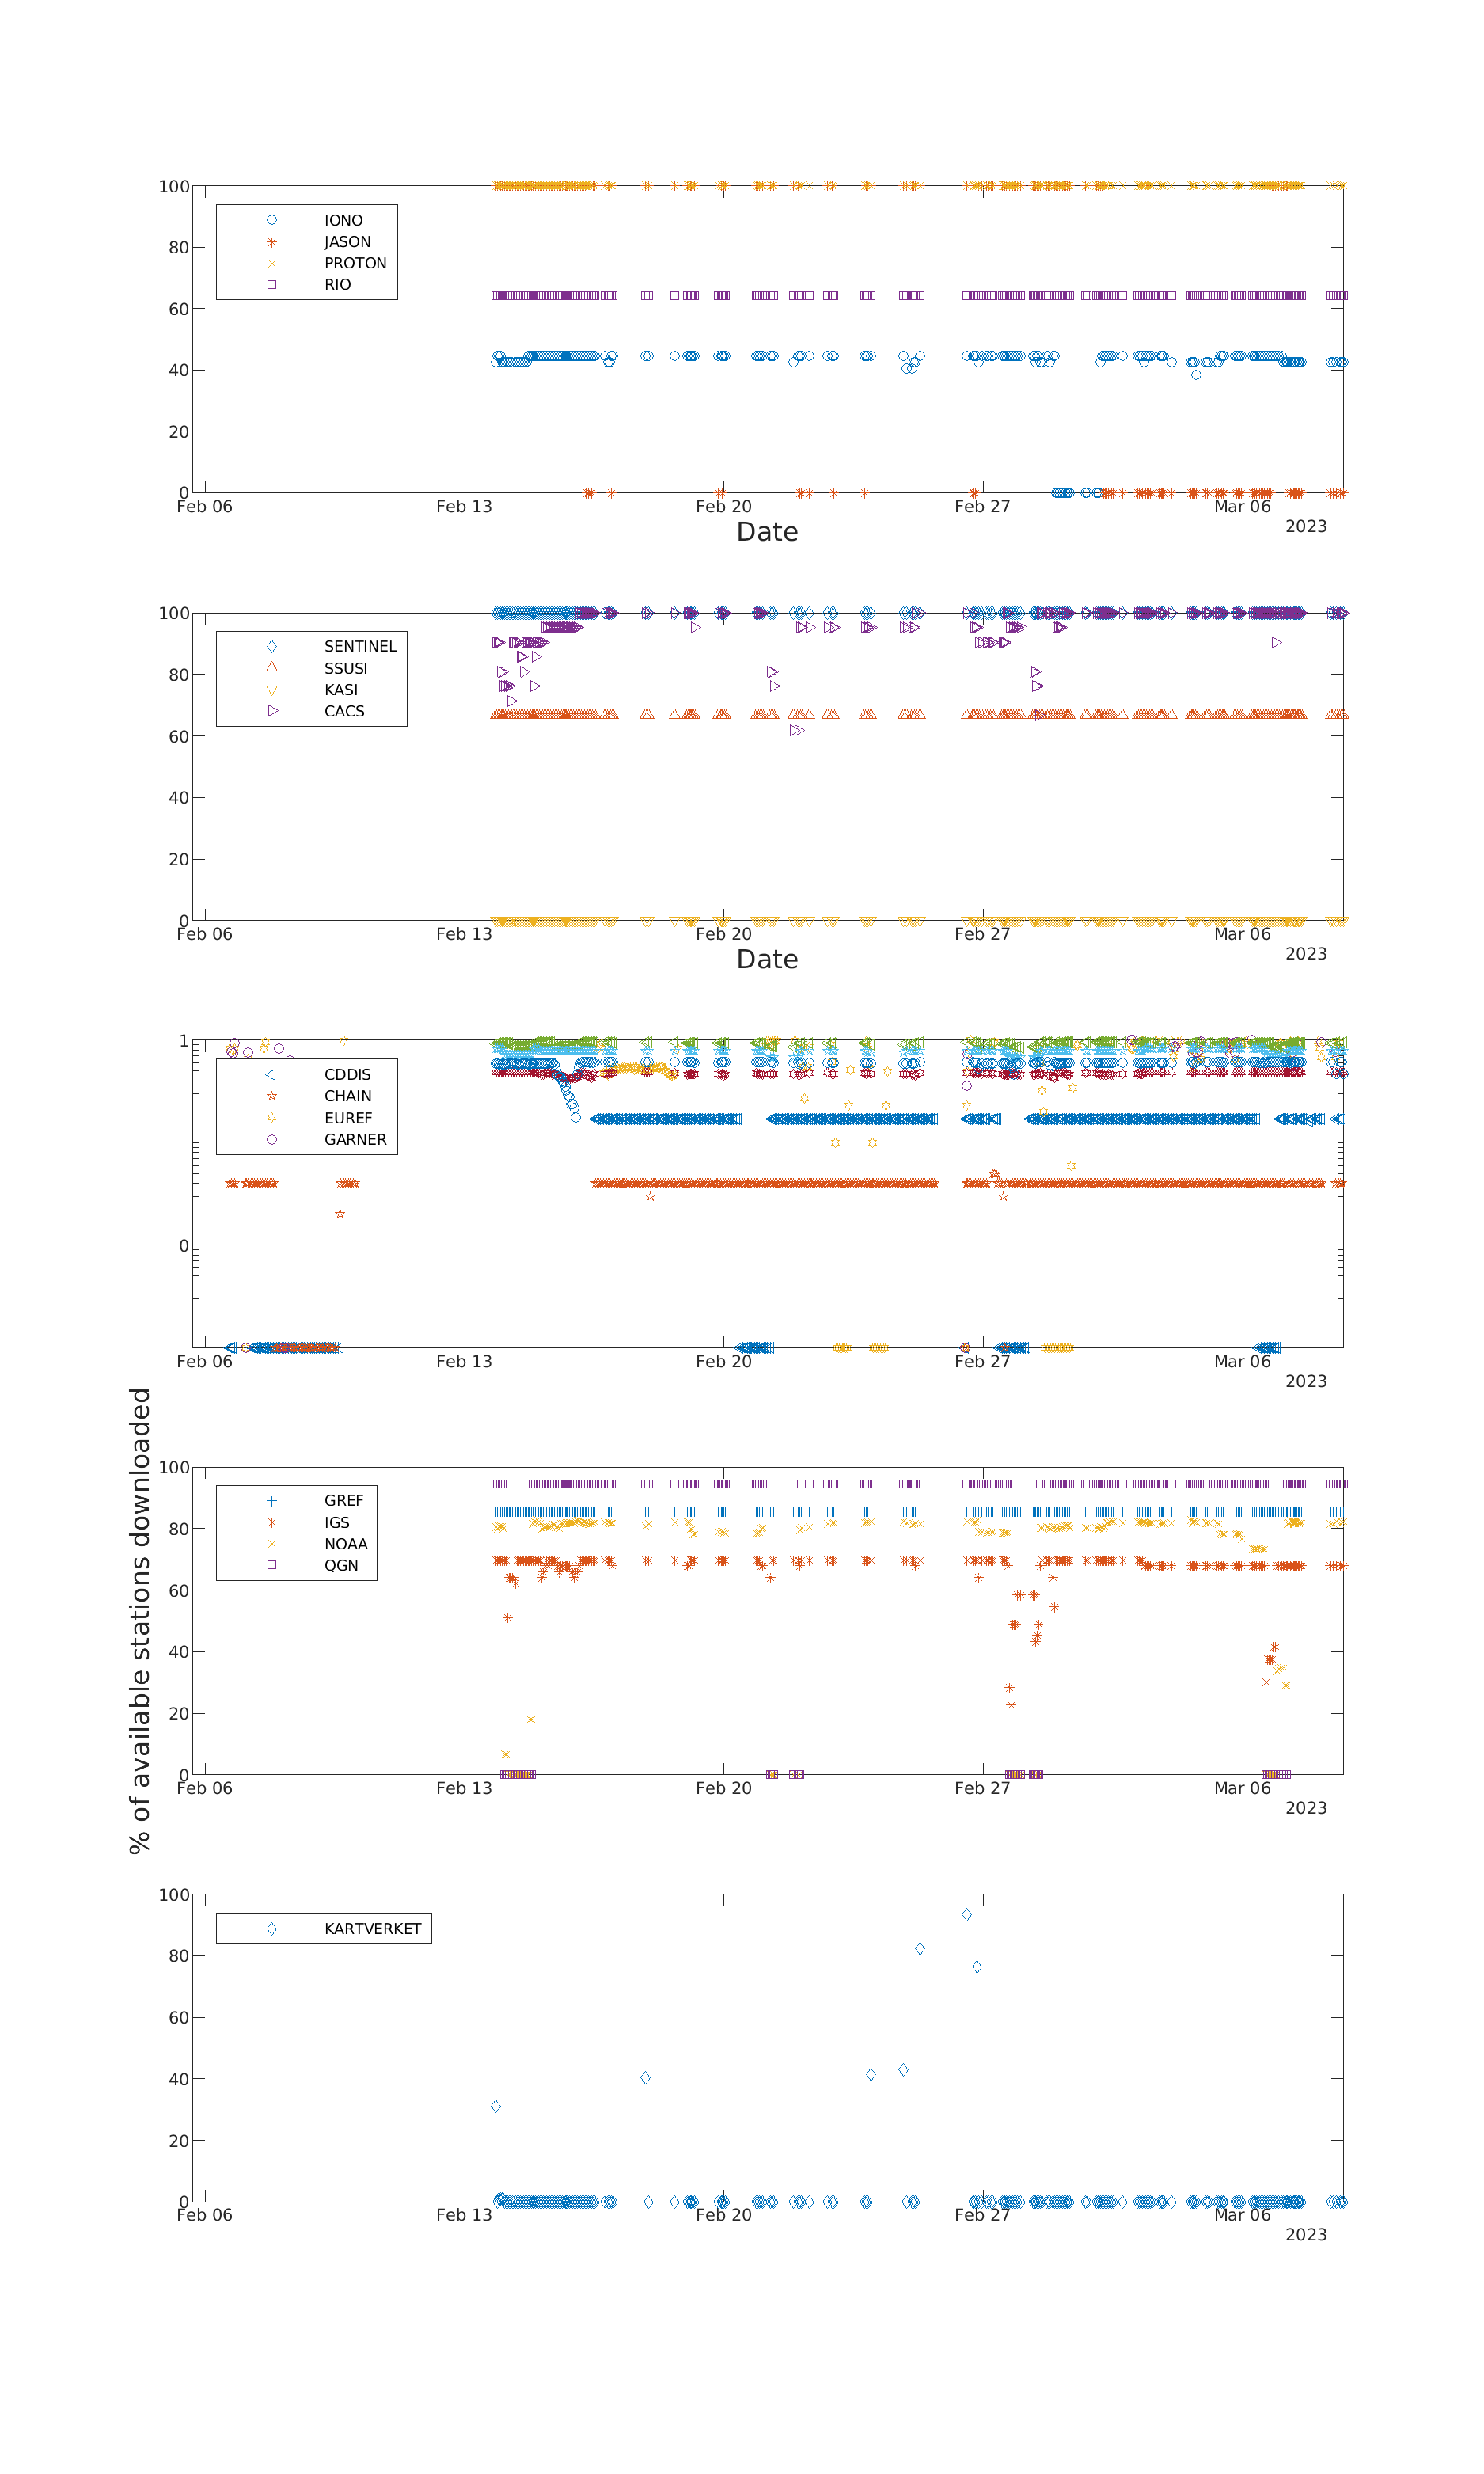 100
80
60
40
20
0
IONO
JASON
PROTON
RIO
Feb 06
Feb 13
Feb 20
Feb 27
Mar 06
2023
Date
100
80
60
40
20
0
SENTINEL
SSUSI
KASI
CACS
Feb 06
Feb 13
Feb 20
Feb 27
Mar 06
2023
Date
1
0
CDDIS
CHAIN
EUREF
GARNER
Feb 06
Feb 13
Feb 20
Feb 27
Mar 06
2023
% of available stations downloaded
100
80
60
40
20
0
GREF
IGS
NOAA
QGN
Feb 06
Feb 13
Feb 20
Feb 27
Mar 06
2023
100
80
60
40
20
0
KARTVERKET
Feb 06
Feb 13
Feb 20
Feb 27
Mar 06
2023